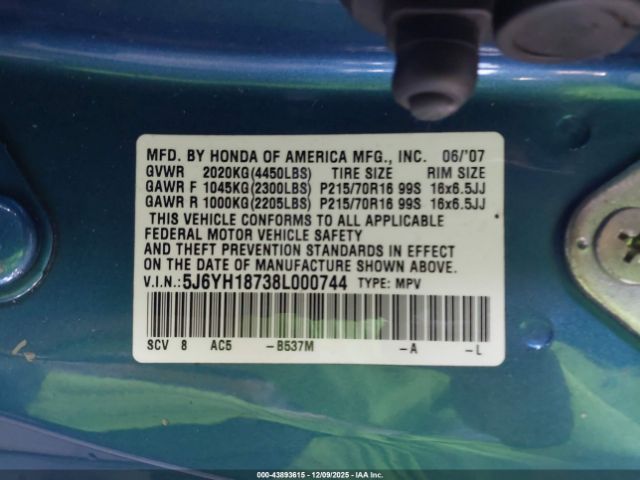 MFD. BY HONDA OF AMERICA MFG., INC. 06/'07
GVWR 2020KG(4450LBS) TIRE SIZE RIM SIZE
GAWR F 1045KG(2300LBS) P215/70R16 99S 16x6.5JJ
GAWR R 1000KG(2205LBS) P215/70R16 99S 16x6.5JJ
THIS VEHICLE CONFORMS TO ALL APPLICABLE
FEDERAL MOTOR VEHICLE SAFETY
AND THEFT PREVENTION STANDARDS IN EFFECT
ON THE DATE OF MANUFACTURE SHOWN ABOVE.
V.I.N.: 5J6YH18738L000744 TYPE: MPV
SCV 8 AC5 -B537M -A -L
000-43893615 - 12/09/2025 - IAAI.COM